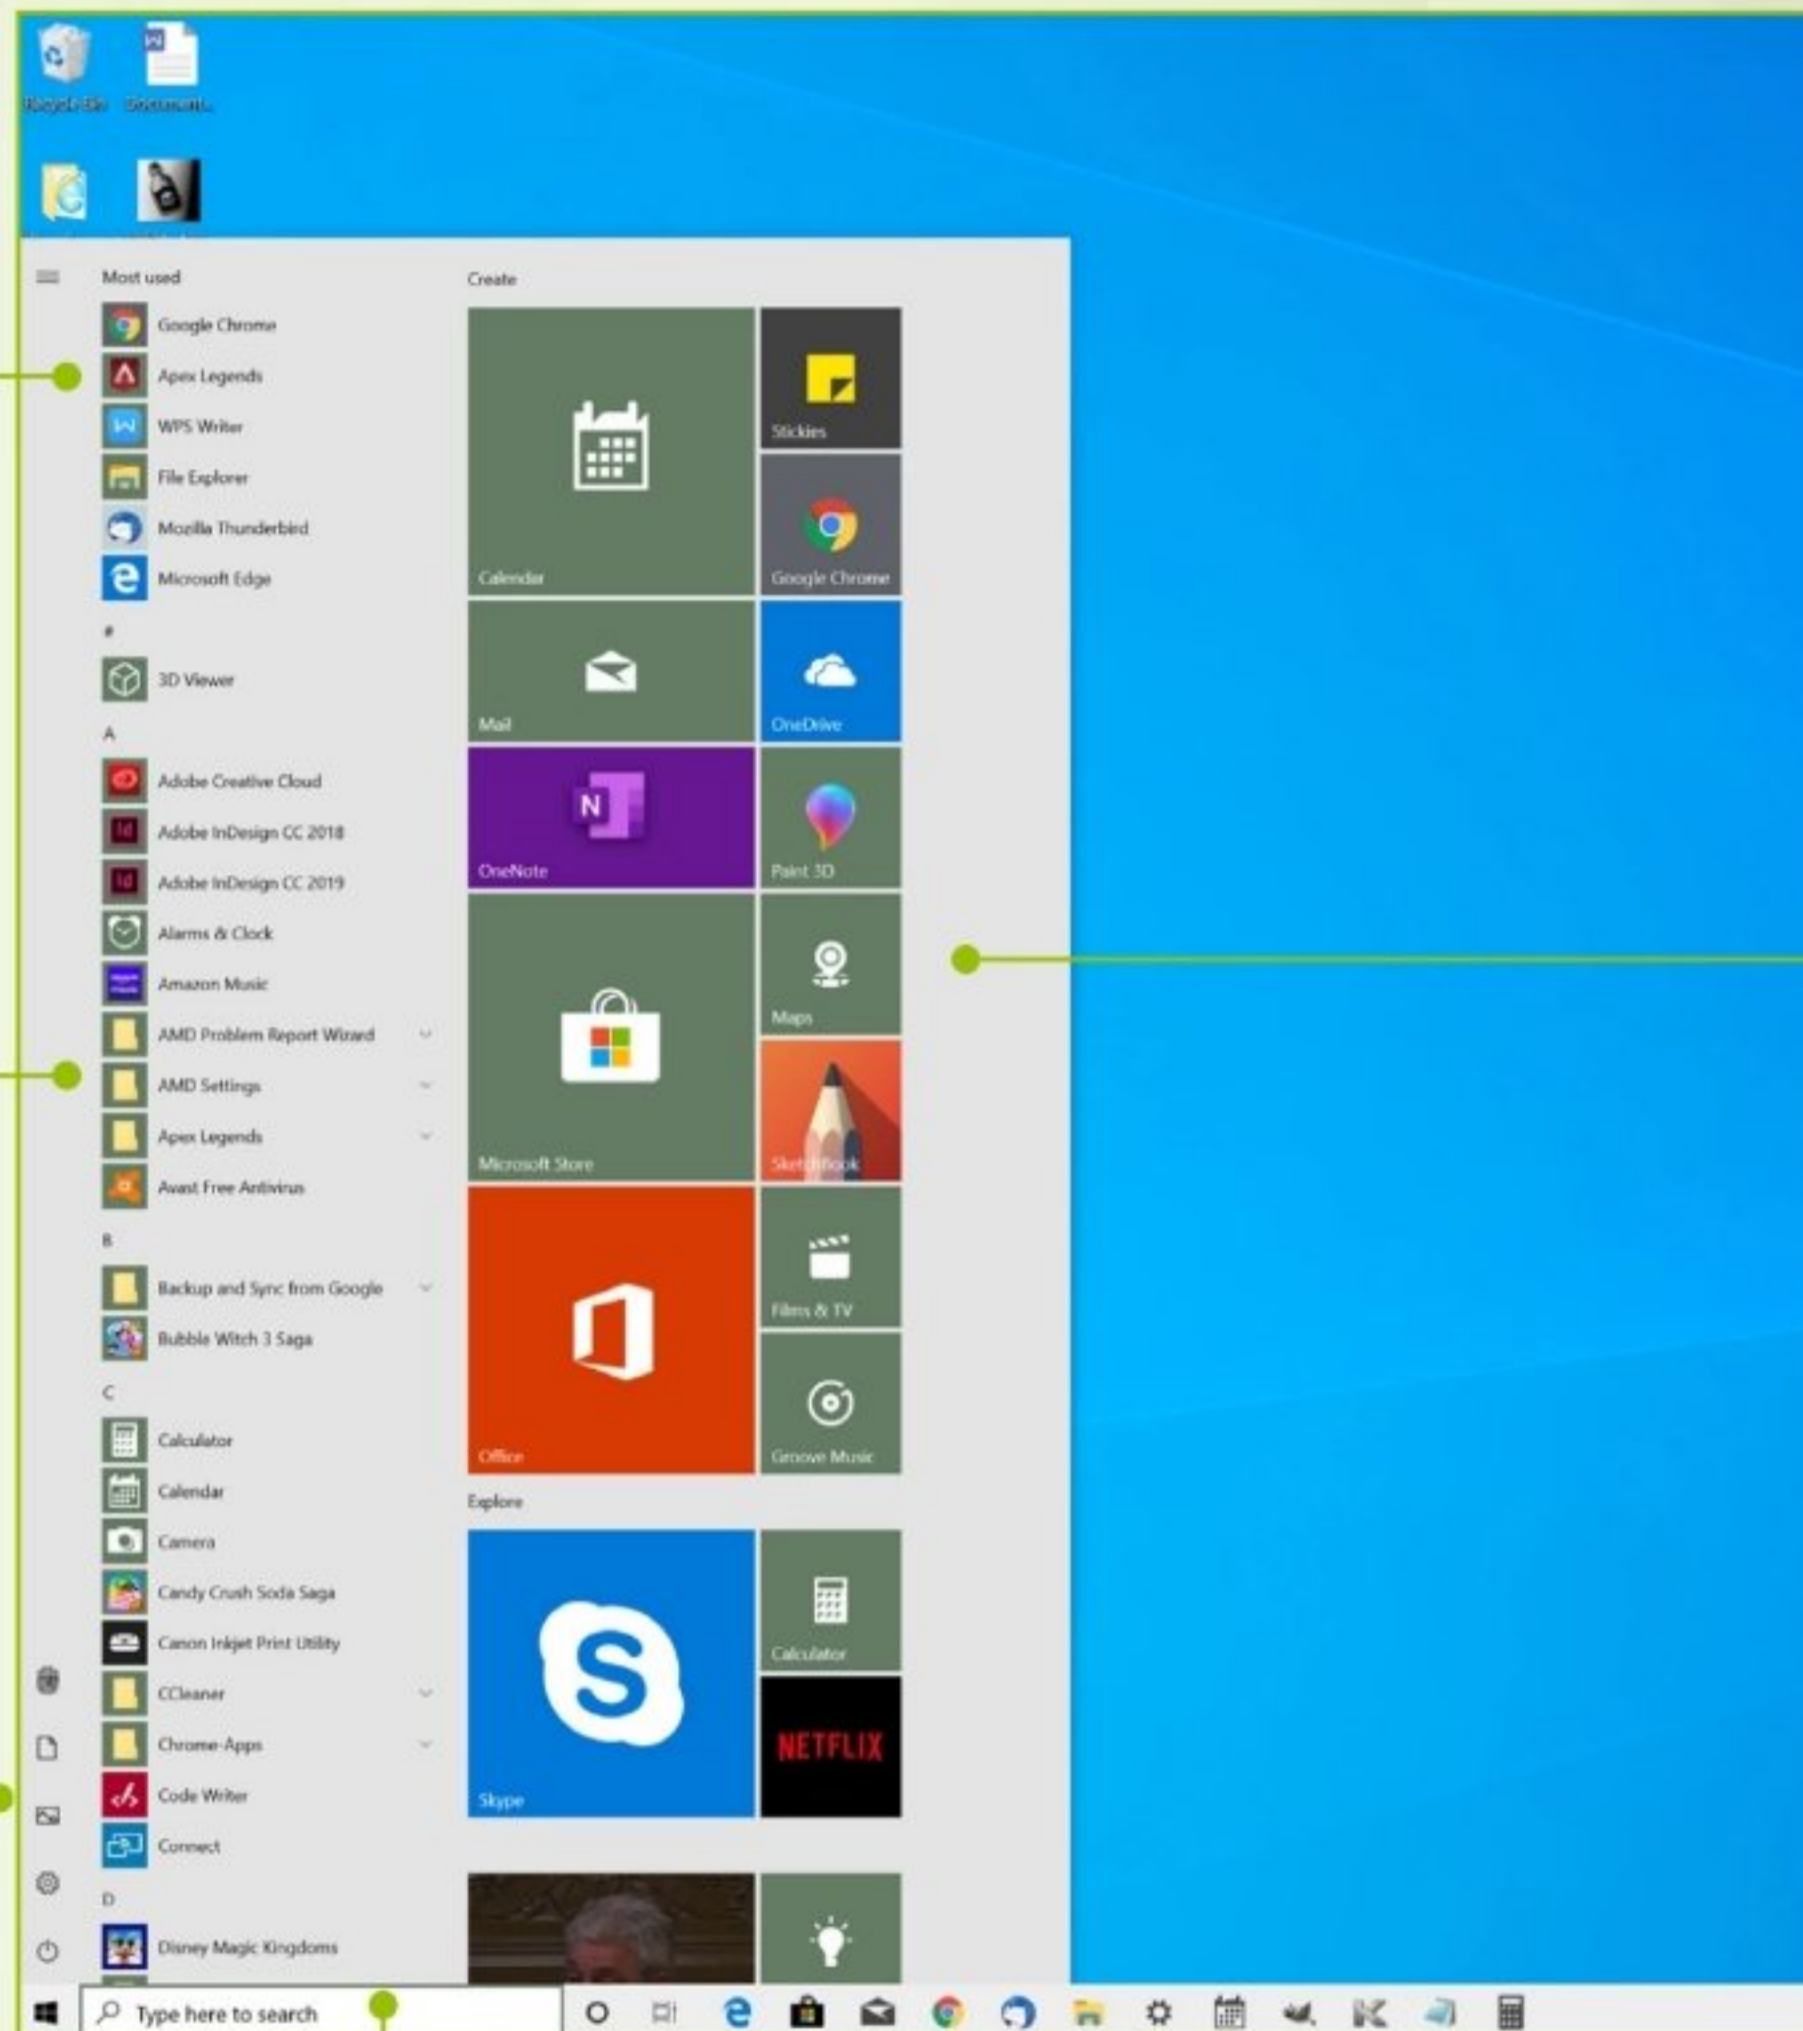 Recycle Bin
Document...
Most used
Google Chrome
Apex Legends
WPS Writer
File Explorer
Mozilla Thunderbird
Microsoft Edge
#
3D Viewer
A
Adobe Creative Cloud
Adobe InDesign CC 2018
Adobe InDesign CC 2019
Alarms & Clock
Amazon Music
AMD Problem Report Wizard
AMD Settings
Apex Legends
Avast Free Antivirus
B
Backup and Sync from Google
Bubble Witch 3 Saga
C
Calculator
Calendar
Camera
Candy Crush Soda Saga
Canon Inkjet Print Utility
CCleaner
Chrome-Apps
Code Writer
Connect
D
Disney Magic Kingdoms
Create
Calendar
Stickies
Google Chrome
Mail
OneDrive
OneNote
Paint 3D
Microsoft Store
Maps
SketchBook
Office
Films & TV
Groove Music
Explore
Skype
Calculator
NETFLIX
Type here to search